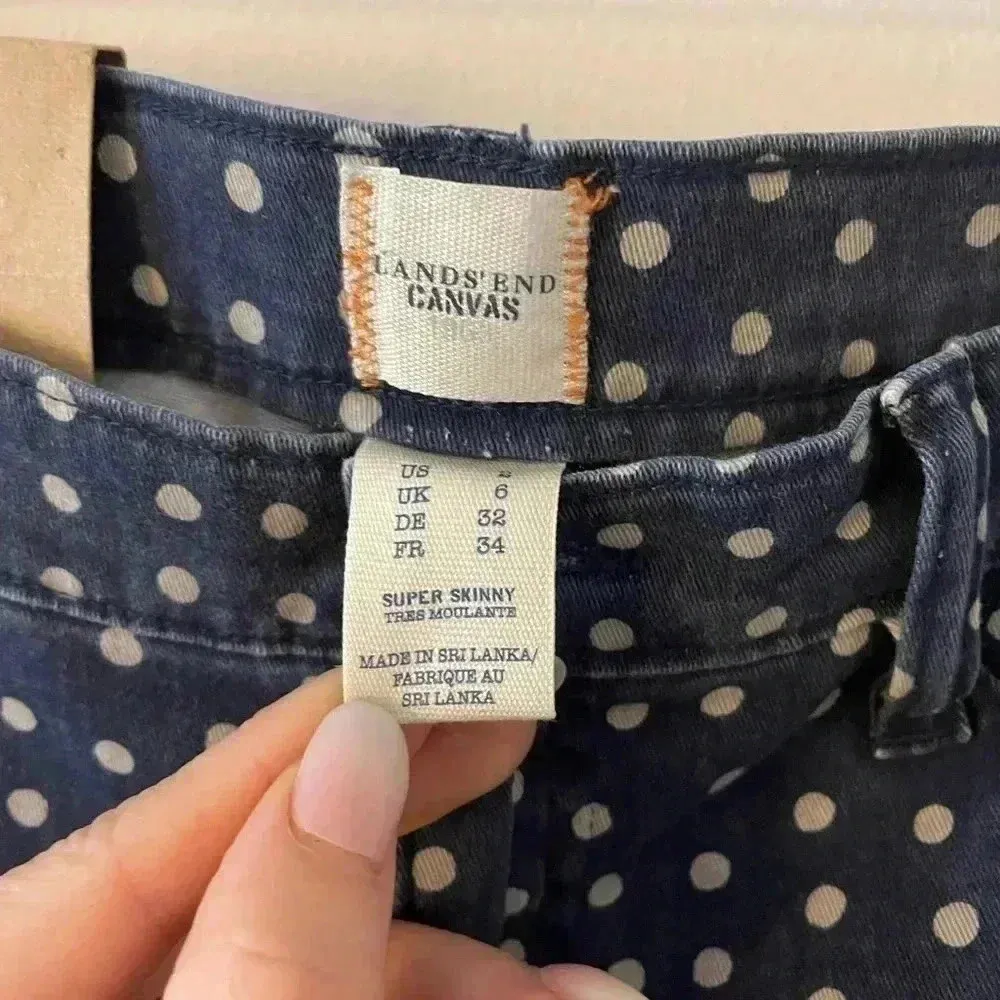 LANDS' END
CANVAS
US 2
UK 6
DE 32
FR 34
SUPER SKINNY
TRES MOULANTE
MADE IN SRI LANKA/
FABRIQUE AU
SRI LANKA